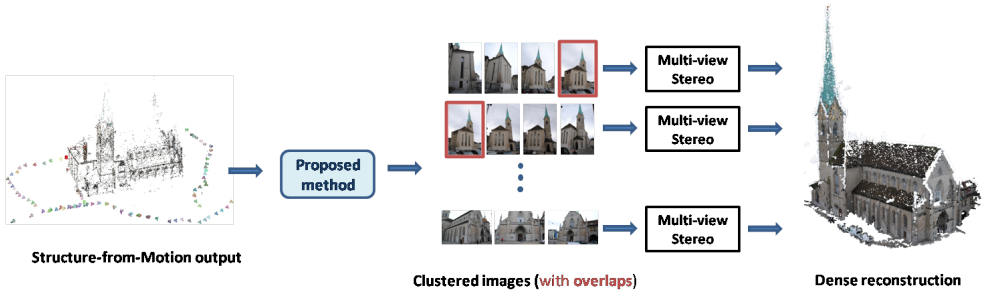 Structure-from-Motion output
Proposed
method
Clustered images (with overlaps)
Multi-view
Stereo
Multi-view
Stereo
Multi-view
Stereo
Dense reconstruction